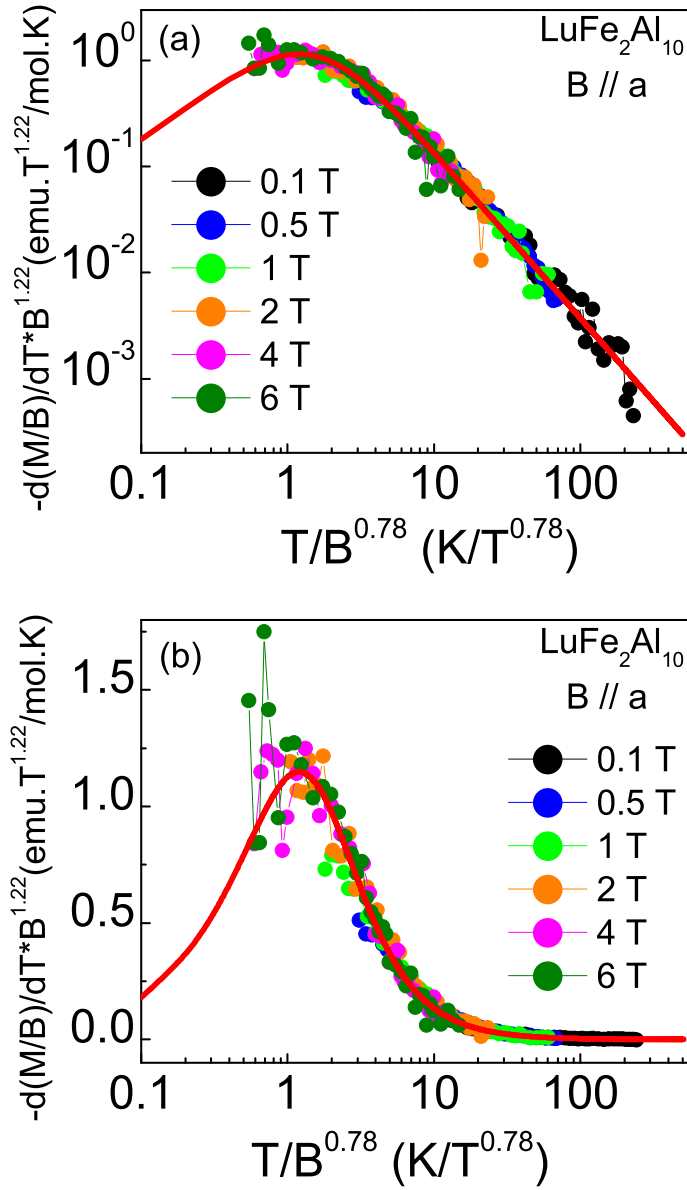 (a)
LuFe₂Al₁₀
B // a
10⁰
10⁻¹
10⁻²
10⁻³
-d(M/B)/dT*B¹·²²(emu.T¹·²²/mol.K)
0.1 T
0.5 T
1 T
2 T
4 T
6 T
0.1
1
10
100
T/B⁰·⁷⁸ (K/T⁰·⁷⁸)
(b)
LuFe₂Al₁₀
B // a
1.5
1.0
0.5
0.0
-d(M/B)/dT*B¹·²²(emu.T¹·²²/mol.K)
0.1 T
0.5 T
1 T
2 T
4 T
6 T
0.1
1
10
100
T/B⁰·⁷⁸ (K/T⁰·⁷⁸)